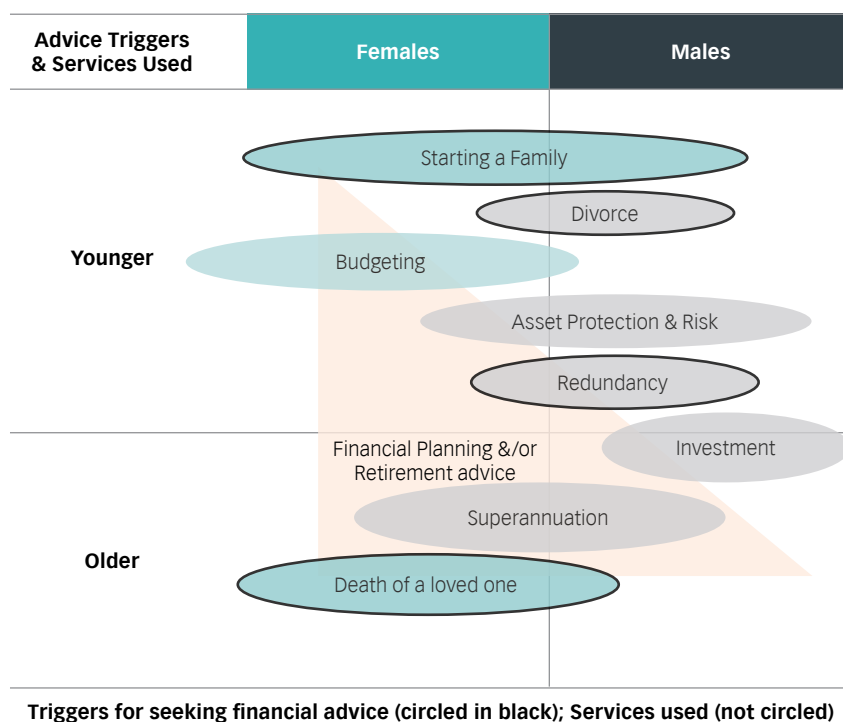 Advice Triggers
& Services Used
Females
Males
Starting a Family
Divorce
Younger
Budgeting
Asset Protection & Risk
Redundancy
Financial Planning &/or
Retirement advice
Investment
Superannuation
Older
Death of a loved one
Triggers for seeking financial advice (circled in black); Services used (not circled)